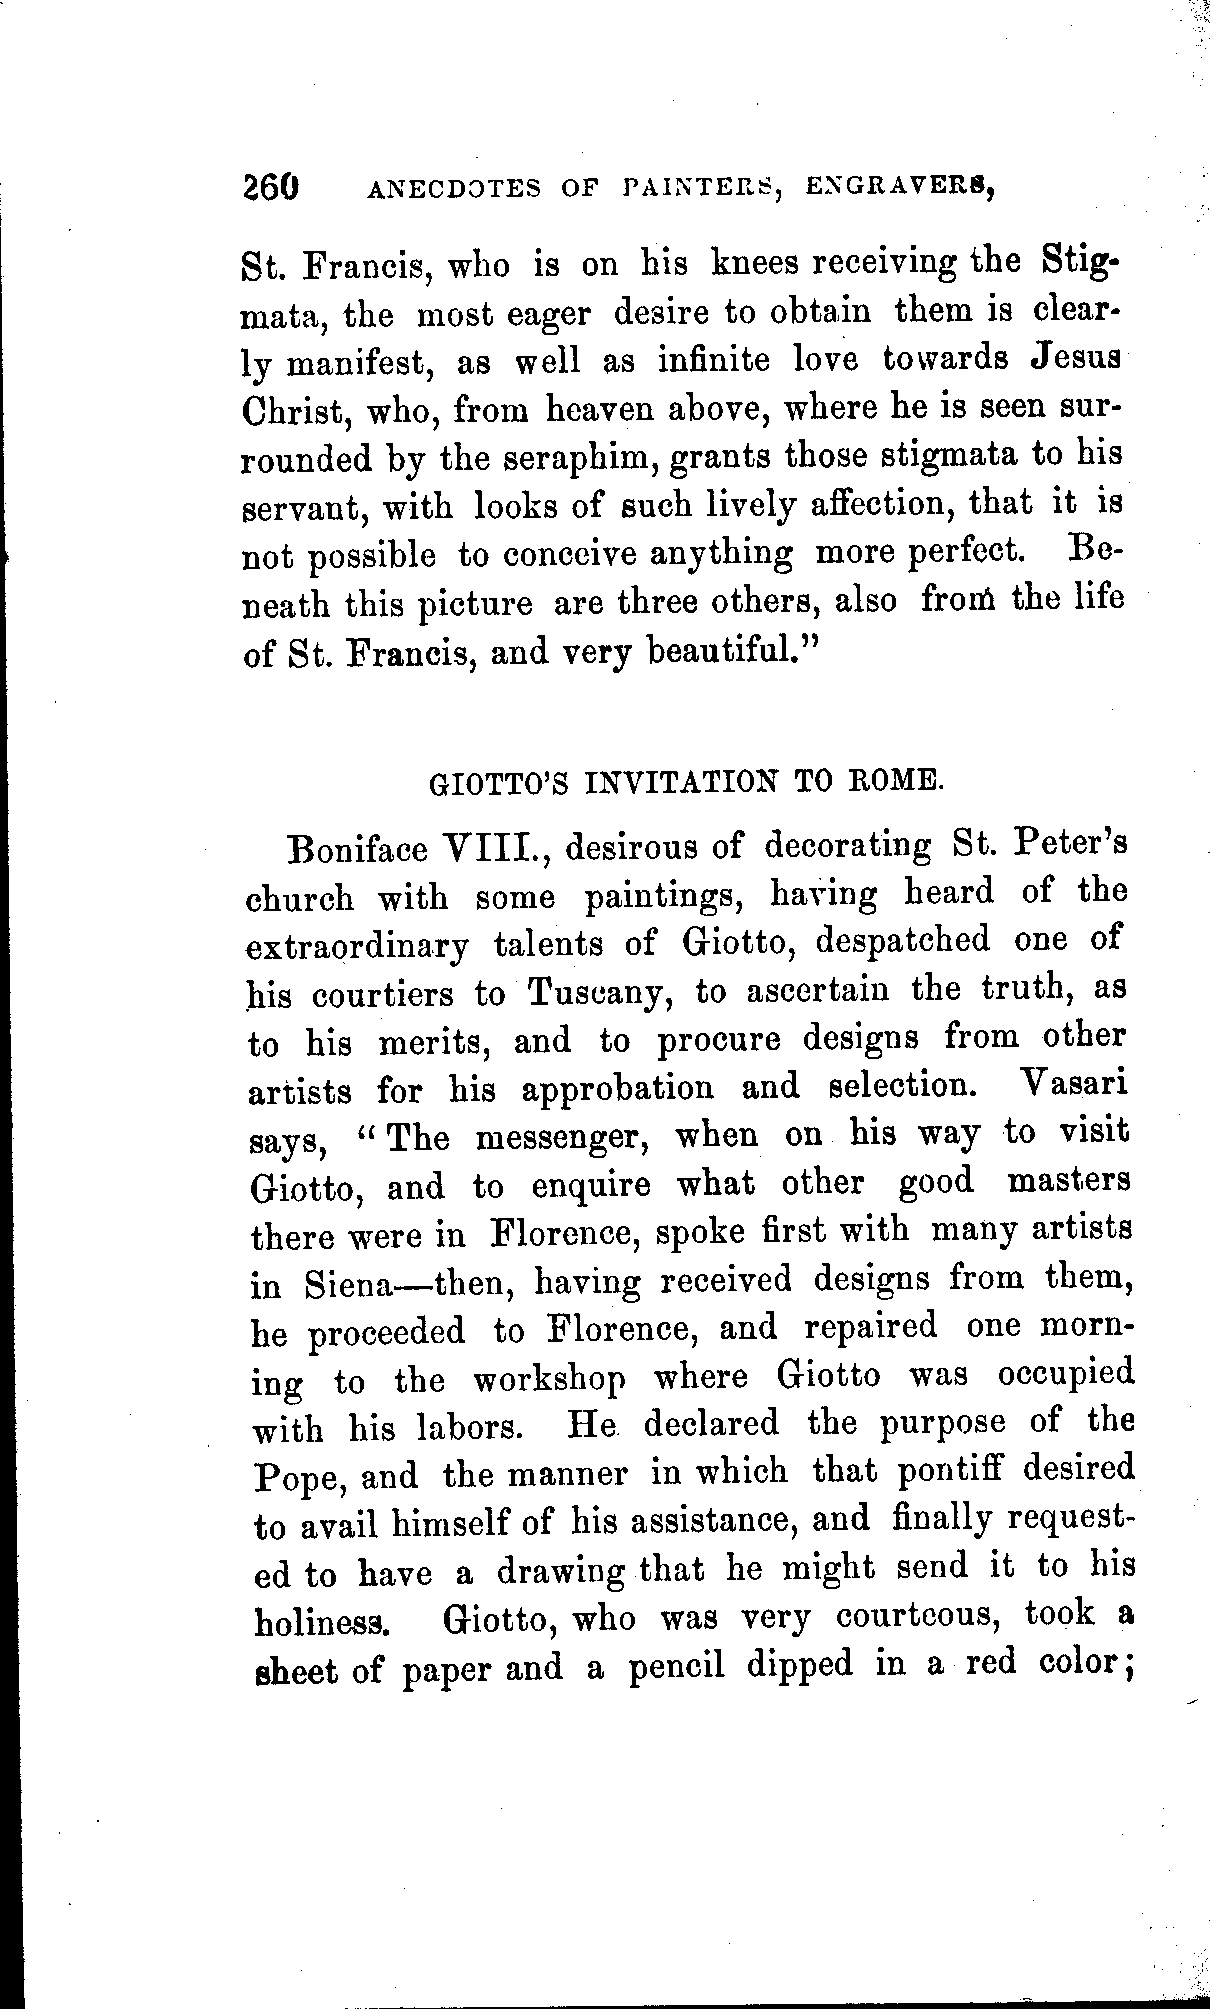 260 ANECDOTES OF PAINTERS, ENGRAVERS,
St. Francis, who is on his knees receiving the Stig-
mata, the most eager desire to obtain them is clear-
ly manifest, as well as infinite love towards Jesus
Christ, who, from heaven above, where he is seen sur-
rounded by the seraphim, grants those stigmata to his
servant, with looks of such lively affection, that it is
not possible to conceive anything more perfect. Be-
neath this picture are three others, also from the life
of St. Francis, and very beautiful."
GIOTTO'S INVITATION TO ROME.
Boniface VIII., desirous of decorating St. Peter's
church with some paintings, having heard of the
extraordinary talents of Giotto, despatched one of
his courtiers to Tuscany, to ascertain the truth, as
to his merits, and to procure designs from other
artists for his approbation and selection. Vasari
says, "The messenger, when on his way to visit
Giotto, and to enquire what other good masters
there were in Florence, spoke first with many artists
in Siena—then, having received designs from them,
he proceeded to Florence, and repaired one morn-
ing to the workshop where Giotto was occupied
with his labors. He declared the purpose of the
Pope, and the manner in which that pontiff desired
to avail himself of his assistance, and finally request-
ed to have a drawing that he might send it to his
holiness. Giotto, who was very courteous, took a
sheet of paper and a pencil dipped in a red color;